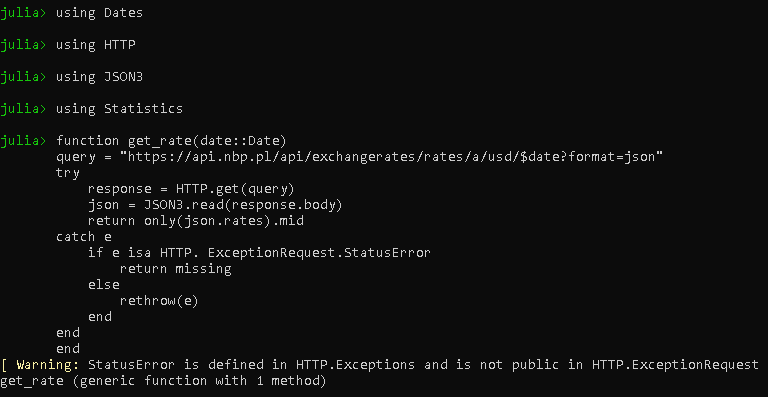 julia> using Dates
julia> using HTTP
julia> using JSON3
julia> using Statistics
julia> function get_rate(date::Date)
       query = "https://api.nbp.pl/api/exchangerates/rates/a/usd/$date?format=json"
       try
           response = HTTP.get(query)
           json = JSON3.read(response.body)
           return only(json.rates).mid
       catch e
           if e isa HTTP. ExceptionRequest.StatusError
               return missing
           else
               rethrow(e)
           end
       end
       end
[ Warning: StatusError is defined in HTTP.Exceptions and is not public in HTTP.ExceptionRequest
get_rate (generic function with 1 method)